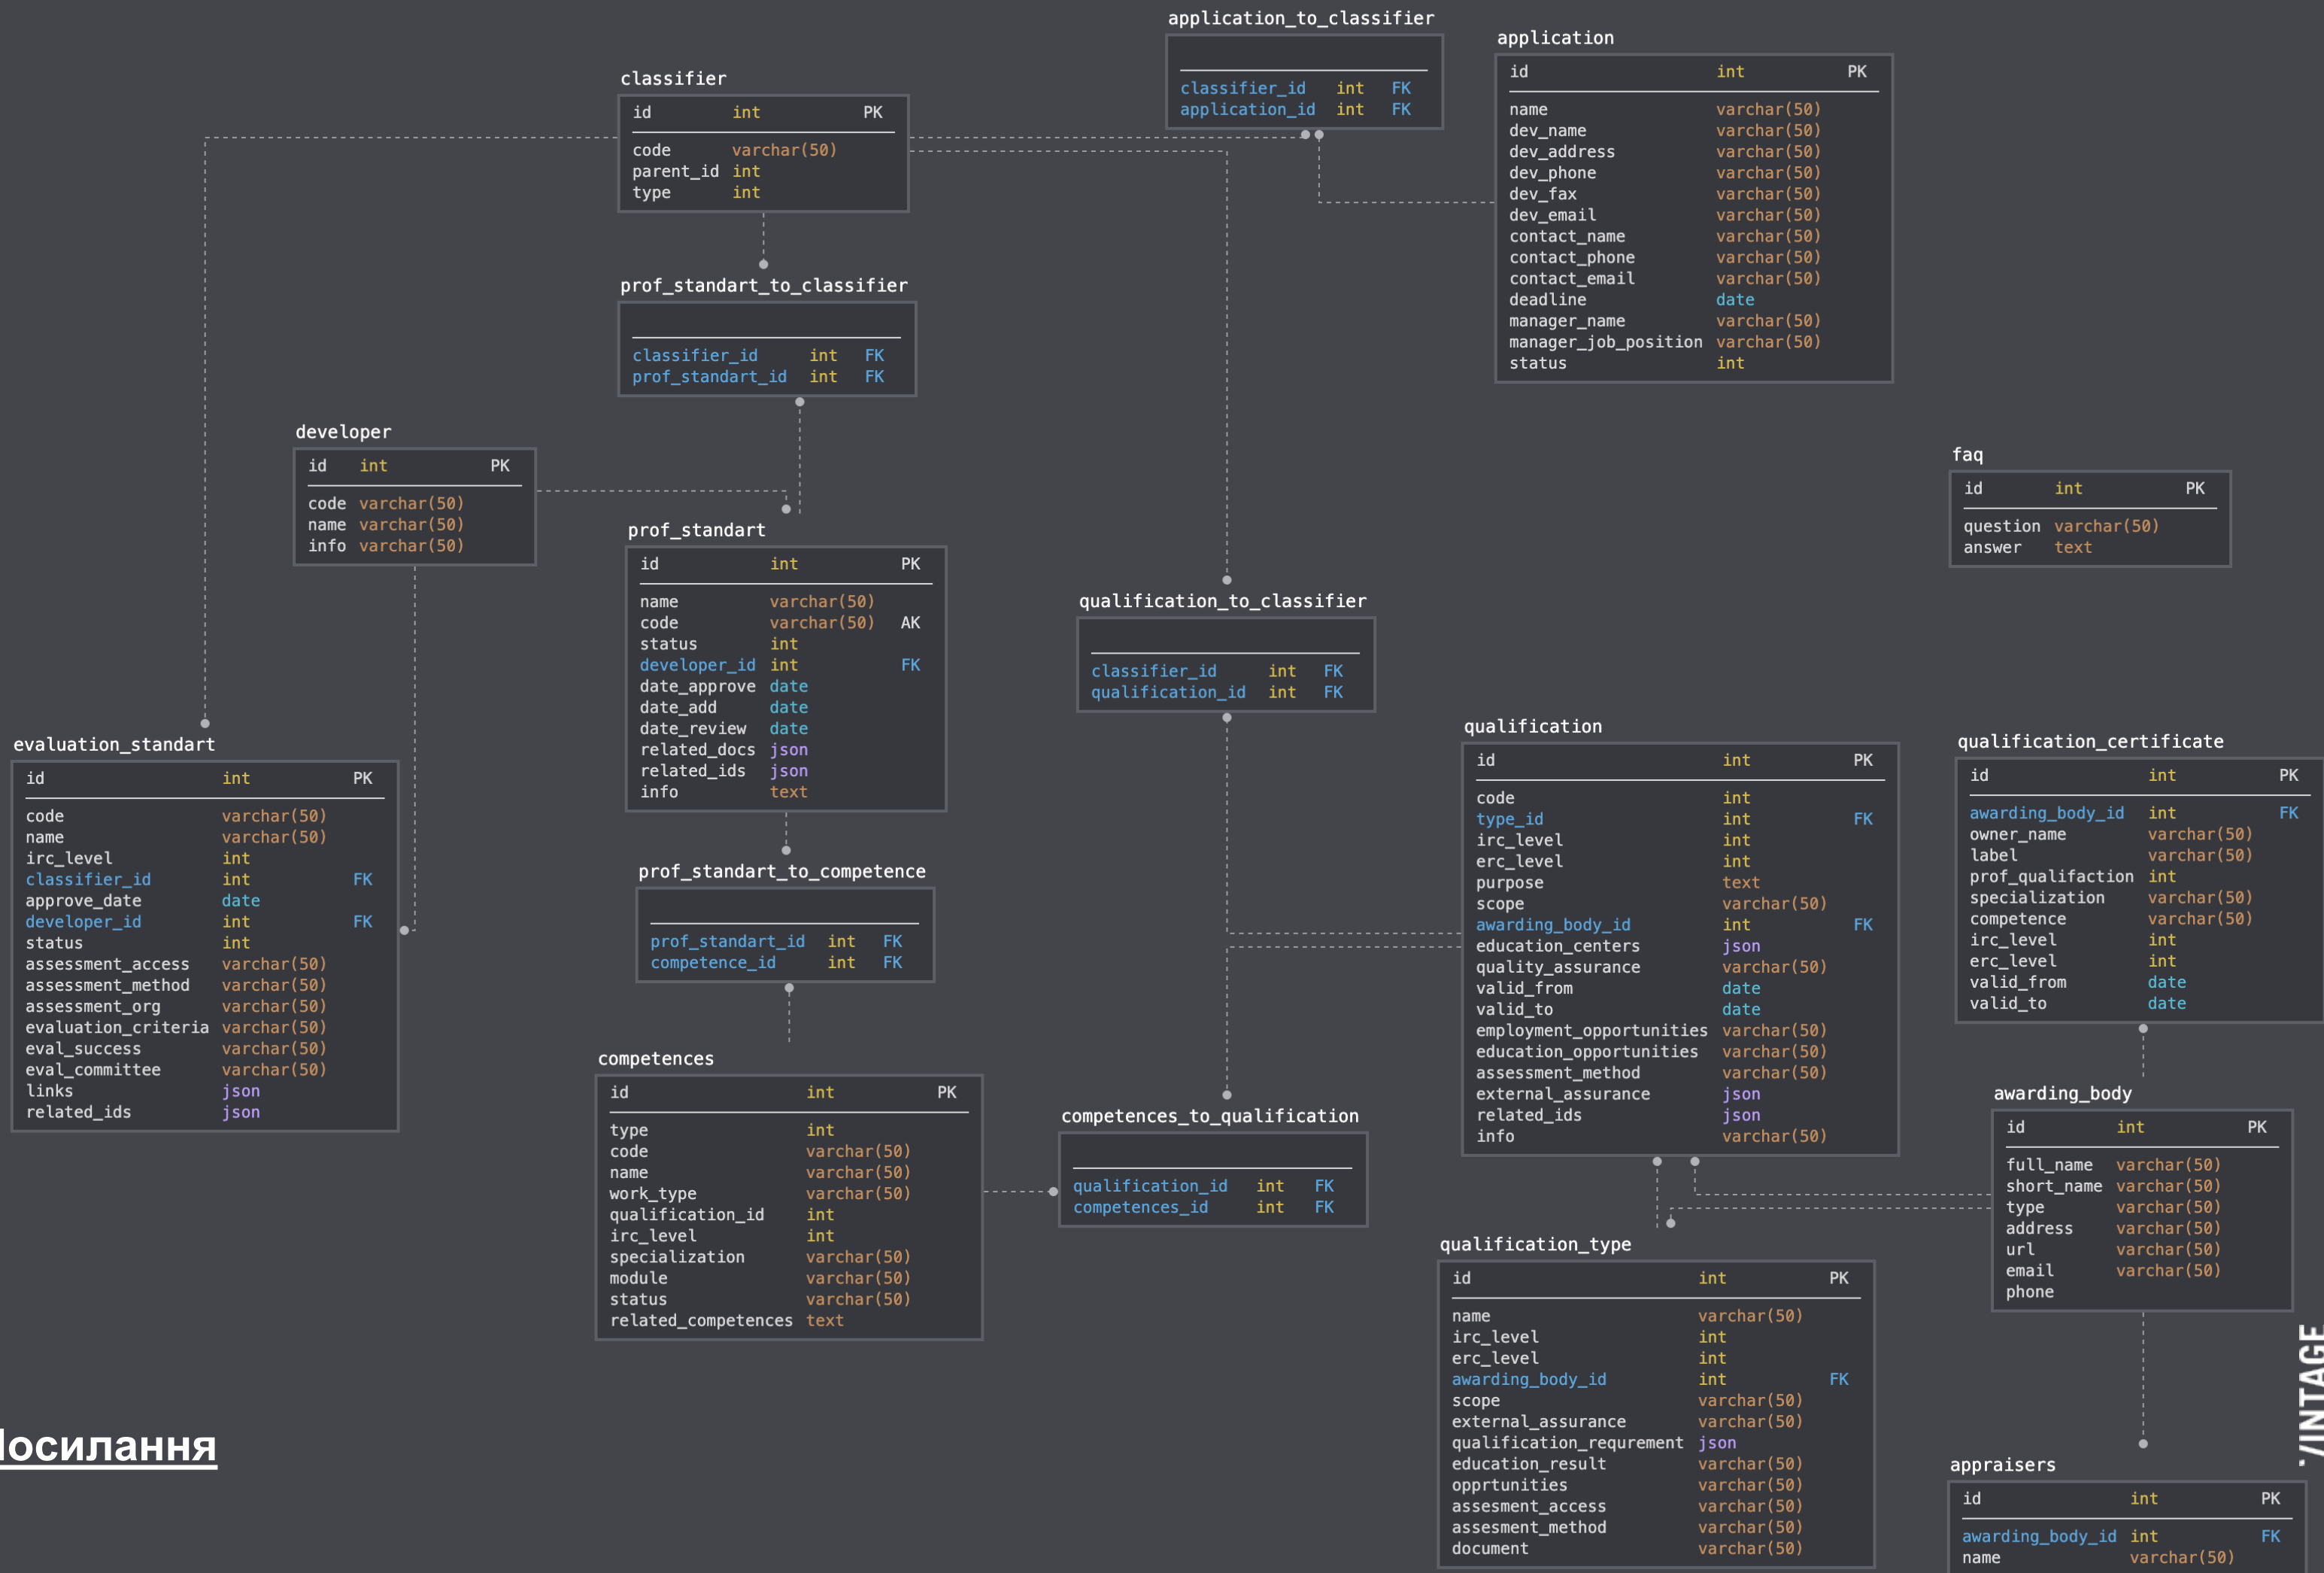 application_to_classifier
classifier_id int FK
application_id int FK
application
id int PK
name varchar(50)
dev_name varchar(50)
dev_address varchar(50)
dev_phone varchar(50)
dev_fax varchar(50)
dev_email varchar(50)
contact_name varchar(50)
contact_phone varchar(50)
contact_email varchar(50)
deadline date
manager_name varchar(50)
manager_job_position varchar(50)
status int
classifier
id int PK
code varchar(50)
parent_id int
type int
prof_standart_to_classifier
classifier_id int FK
prof_standart_id int FK
developer
id int PK
code varchar(50)
name varchar(50)
info varchar(50)
faq
id int PK
question varchar(50)
answer text
prof_standart
id int PK
name varchar(50)
code varchar(50) AK
status int
developer_id int FK
date_approve date
date_add date
date_review date
related_docs json
related_ids json
info text
qualification_to_classifier
classifier_id int FK
qualification_id int FK
evaluation_standart
id int PK
code varchar(50)
name varchar(50)
irc_level int
classifier_id int FK
approve_date date
developer_id int FK
status int
assessment_access varchar(50)
assessment_method varchar(50)
assessment_org varchar(50)
evaluation_criteria varchar(50)
eval_success varchar(50)
eval_committee varchar(50)
links json
related_ids json
qualification
id int PK
code int
type_id int FK
irc_level int
erc_level int
purpose text
scope varchar(50)
awarding_body_id int FK
education_centers json
quality_assurance varchar(50)
valid_from date
valid_to date
employment_opportunities varchar(50)
education_opportunities varchar(50)
assessment_method varchar(50)
external_assurance json
related_ids json
info varchar(50)
qualification_certificate
id int PK
awarding_body_id int FK
owner_name varchar(50)
label varchar(50)
prof_qualifaction int
specialization varchar(50)
competence varchar(50)
irc_level int
erc_level int
valid_from date
valid_to date
prof_standart_to_competence
prof_standart_id int FK
competence_id int FK
competences
id int PK
type int
code varchar(50)
name varchar(50)
work_type varchar(50)
qualification_id int
irc_level int
specialization varchar(50)
module varchar(50)
status varchar(50)
related_competences text
competences_to_qualification
qualification_id int FK
competences_id int FK
awarding_body
id int PK
full_name varchar(50)
short_name varchar(50)
type varchar(50)
address varchar(50)
url varchar(50)
email varchar(50)
phone
qualification_type
id int PK
name varchar(50)
irc_level int
erc_level int
awarding_body_id int FK
scope varchar(50)
external_assurance varchar(50)
qualification_requrement json
education_result varchar(50)
opprtunities varchar(50)
assesment_access varchar(50)
assesment_method varchar(50)
document varchar(50)
appraisers
id int PK
awarding_body_id int FK
name varchar(50)
Посилання
VINTAGE